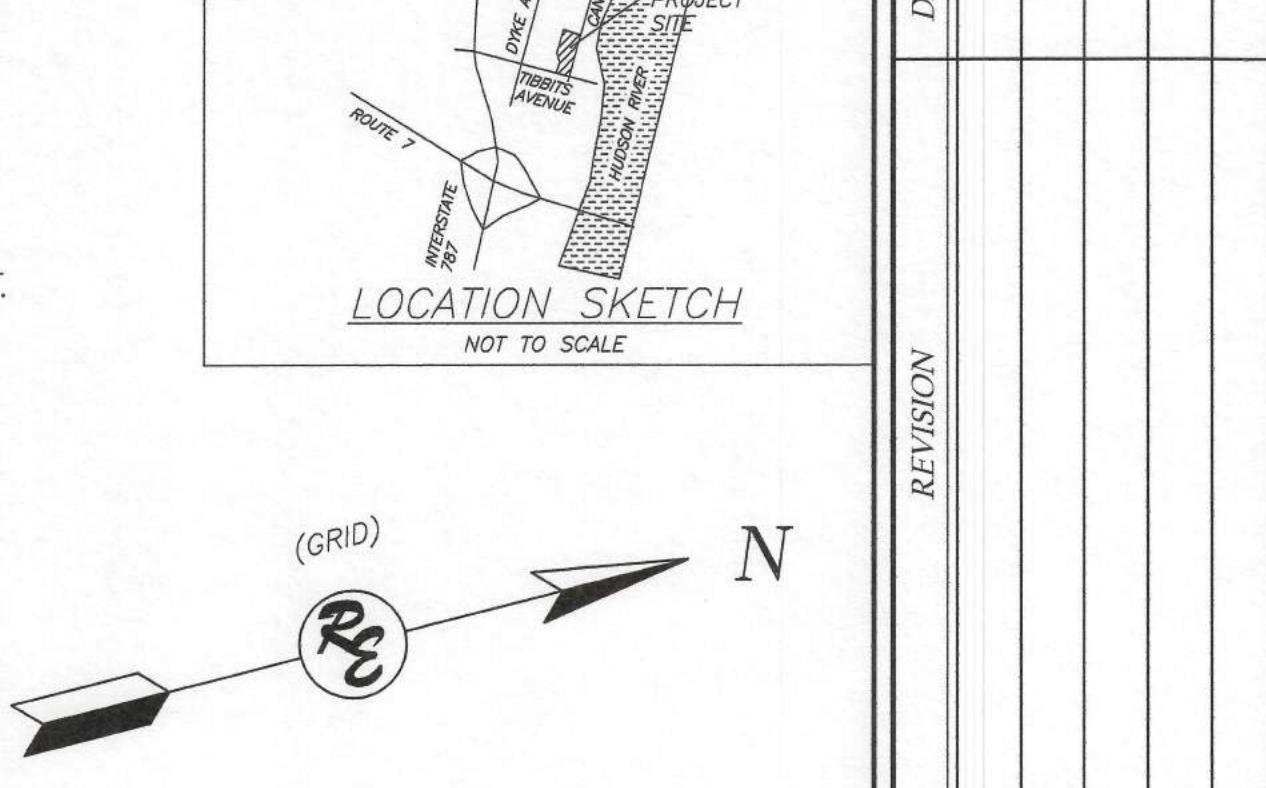 DYKE A
CAN
PROJECT
SITE
TIBBITS
AVENUE
HUDSON RIVER
ROUTE 7
INTERSTATE
787
LOCATION SKETCH
NOT TO SCALE
D
REVISION
(GRID)
RE
N